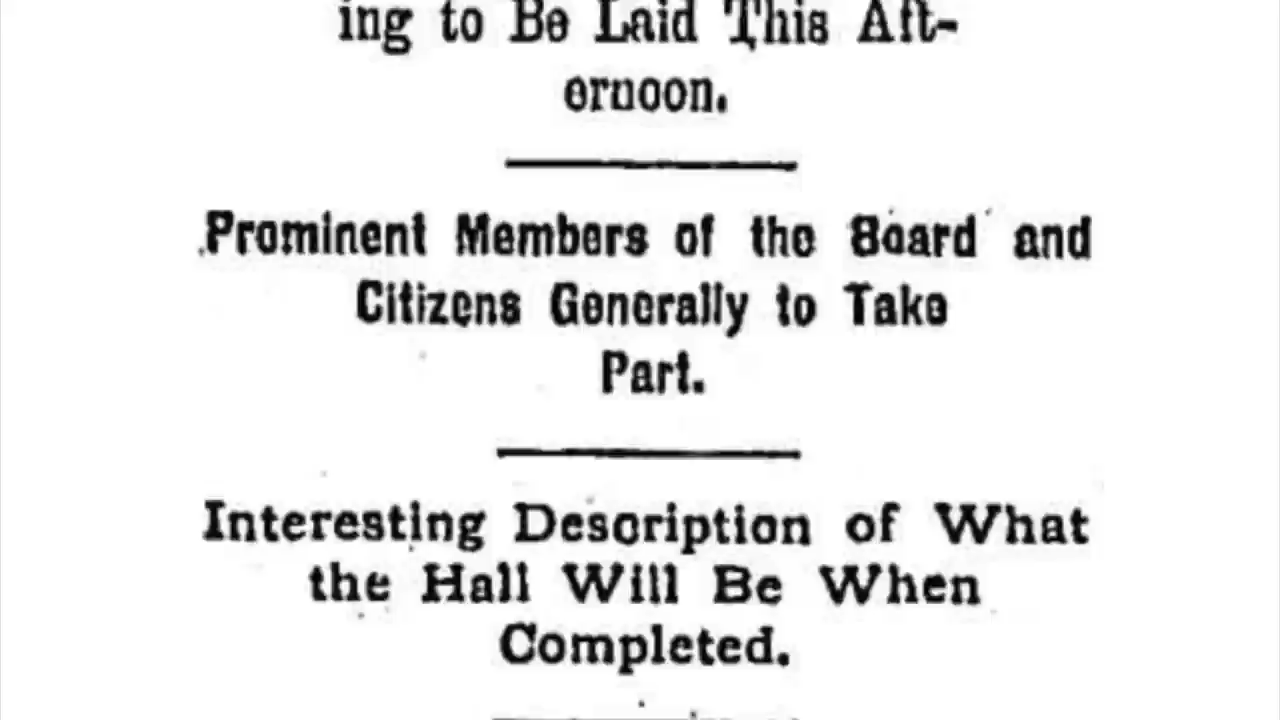 ing to Be Laid This Aft-
ernoon.
Prominent Members of the Board and
Citizens Generally to Take
Part.
Interesting Description of What
the Hall Will Be When
Completed.